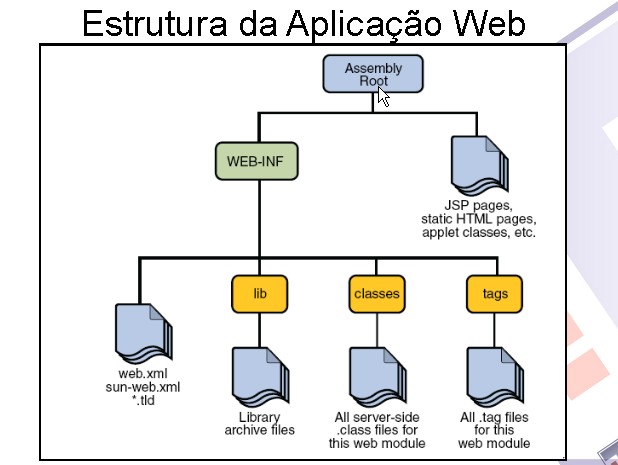 Estrutura da Aplicação Web
Assembly
Root
WEB-INF
JSP pages,
static HTML pages,
applet classes, etc.
lib
classes
tags
web.xml
sun-web.xml
*.tld
Library
archive files
All server-side
.class files for
this web module
All .tag files
for this
web module